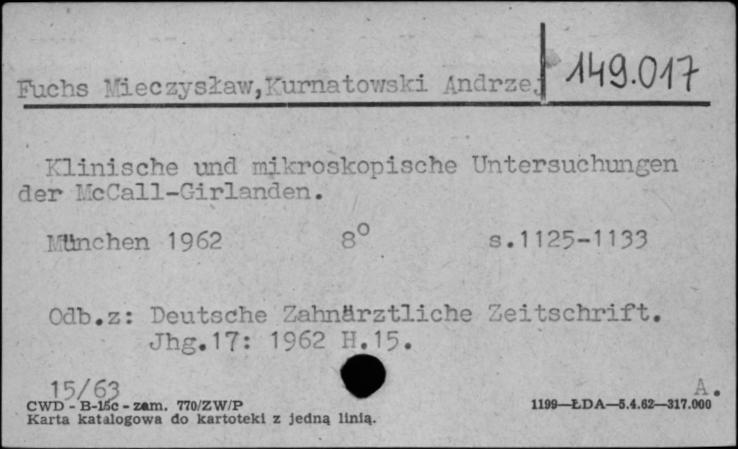 149.017
Fuchs Mieczysław,Kurnatowski Andrzej
Klinische und mikroskopische Untersuchungen
der McCall-Girlanden.
München 1962 8º s.1125-1133
Odb.z: Deutsche Zahnärztliche Zeitschrift.
Jhg.17: 1962 H.15.
15/63 A.
CWD - B-15c - zam. 770/ZW/P 1199—ŁDA—5.4.62—317.000
Karta katalogowa do kartoteki z jedną linią.